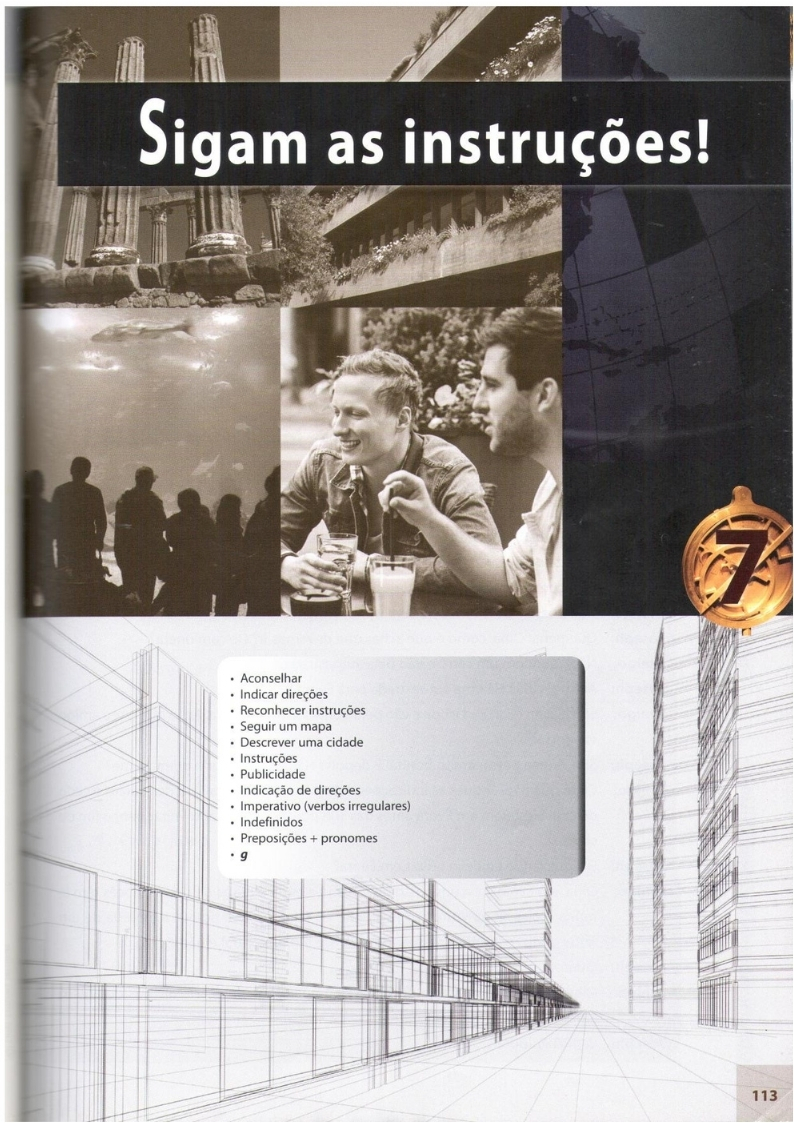 Sigam as instruções!
7
• Aconselhar
• Indicar direções
• Reconhecer instruções
• Seguir um mapa
• Descrever uma cidade
• Instruções
• Publicidade
• Indicação de direções
• Imperativo (verbos irregulares)
• Indefinidos
• Preposições + pronomes
• g
113